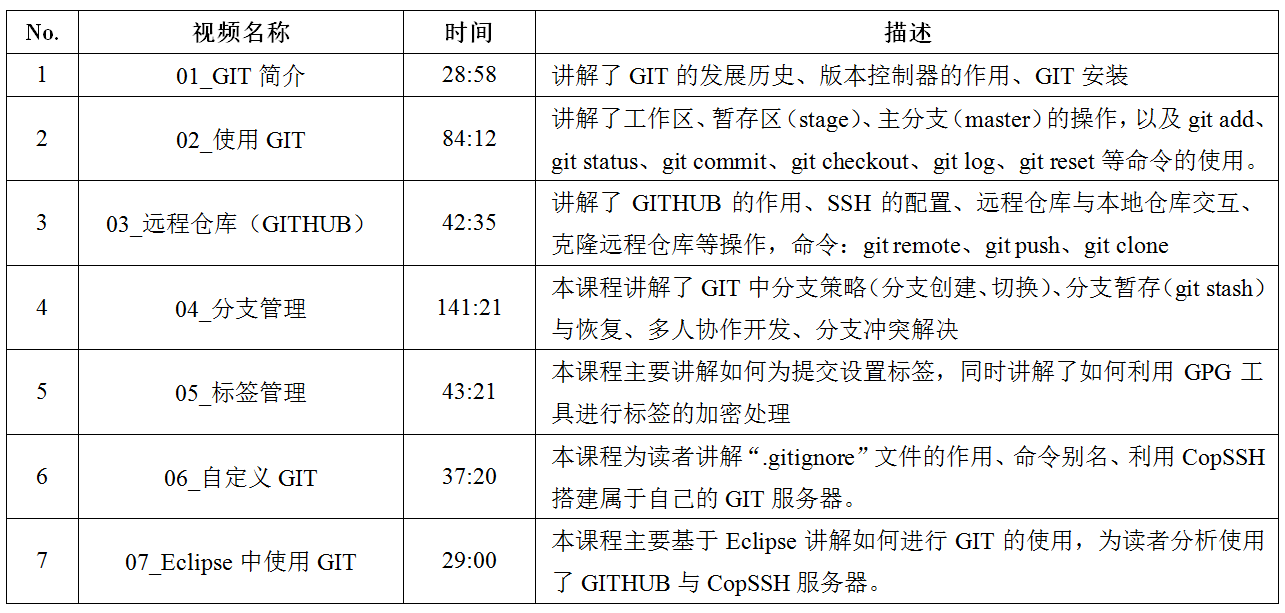 No. 视频名称 时间 描述
1 01_GIT 简介 28:58 讲解了 GIT 的发展历史、版本控制器的作用、GIT 安装
2 02_使用 GIT 84:12 讲解了工作区、暂存区（stage）、主分支（master）的操作，以及 git add、
git status、git commit、git checkout、git log、git reset 等命令的使用。
3 03_远程仓库（GITHUB） 42:35 讲解了 GITHUB 的作用、SSH 的配置、远程仓库与本地仓库交互、
克隆远程仓库等操作，命令：git remote、git push、git clone
4 04_分支管理 141:21 本课程讲解了 GIT 中分支策略（分支创建、切换）、分支暂存（git stash）
与恢复、多人协作开发、分支冲突解决
5 05_标签管理 43:21 本课程主要讲解如何为提交设置标签，同时讲解了如何利用 GPG 工
具进行标签的加密处理
6 06_自定义 GIT 37:20 本课程为读者讲解“.gitignore”文件的作用、命令别名、利用 CopSSH
搭建属于自己的 GIT 服务器。
7 07_Eclipse 中使用 GIT 29:00 本课程主要基于 Eclipse 讲解如何进行 GIT 的使用，为读者分析使用
了 GITHUB 与 CopSSH 服务器。